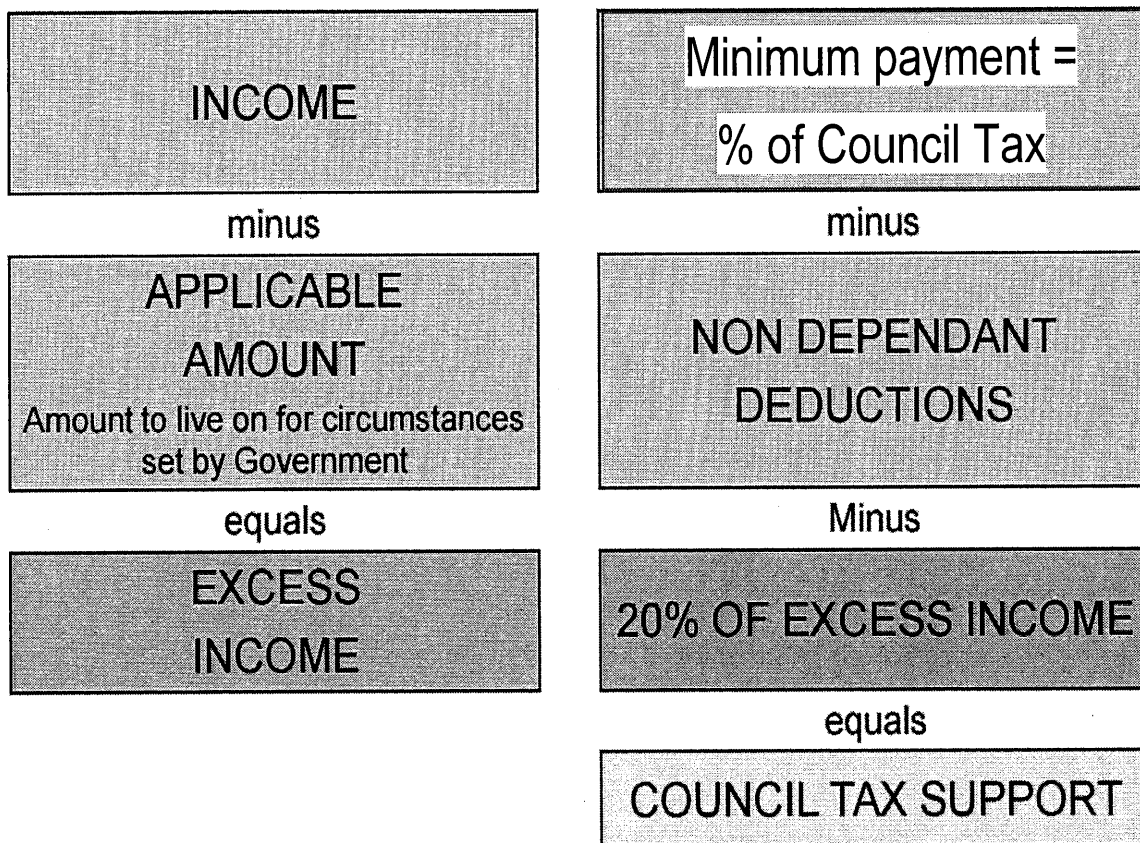 INCOME
minus
APPLICABLE
AMOUNT
Amount to live on for circumstances
set by Government
equals
EXCESS
INCOME
Minimum payment =
% of Council Tax
minus
NON DEPENDANT
DEDUCTIONS
Minus
20% OF EXCESS INCOME
equals
COUNCIL TAX SUPPORT